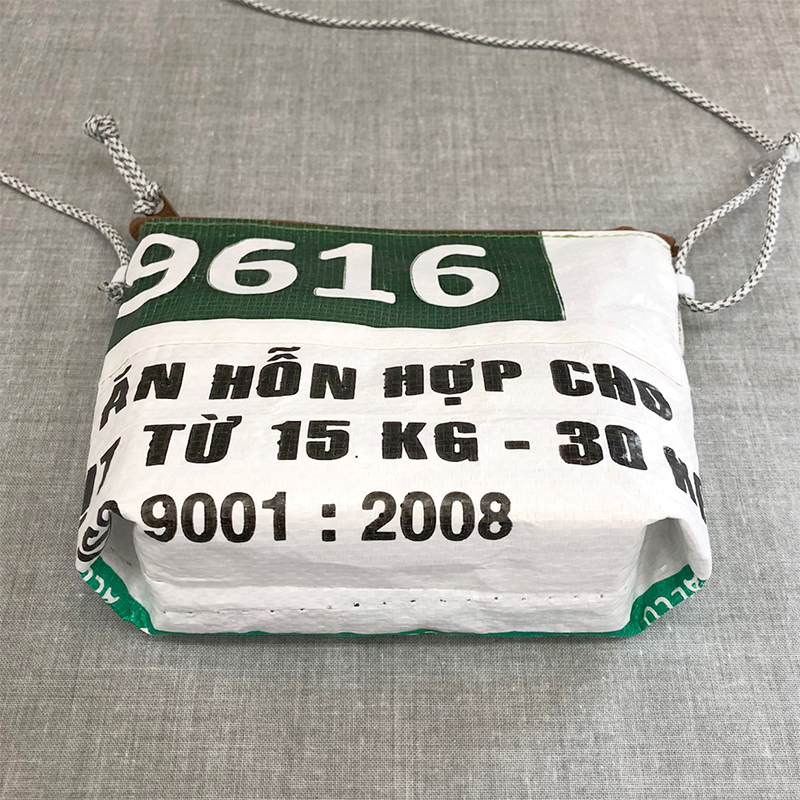 9616
ĂN HỖN HỢP CHO
TỪ 15 KG - 30
9001 : 2008